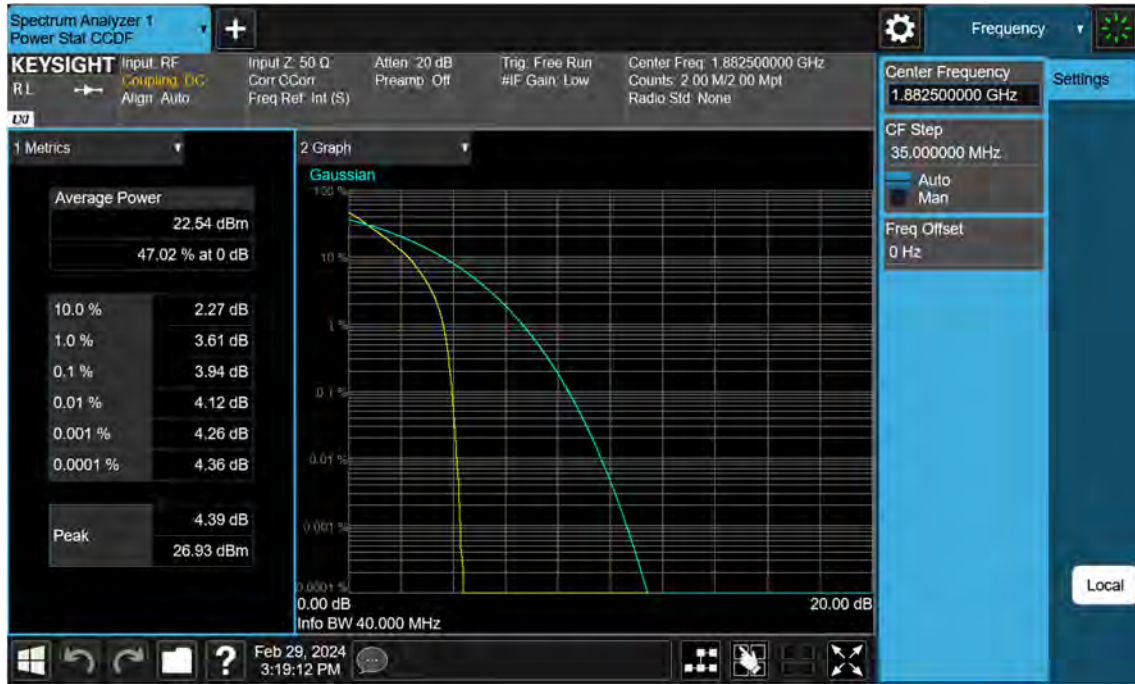 Spectrum Analyzer 1
Power Stat CCDF
+
Frequency
KEYSIGHT
RL
LXI
Input: RF
Coupling: DC
Align: Auto
Input Z: 50 Ω
Corr CCorr
Freq Ref: Int (S)
Atten: 20 dB
Preamp: Off
Trig: Free Run
#IF Gain: Low
Center Freq: 1.882500000 GHz
Counts: 2.00 M/2.00 Mpt
Radio Std: None
Center Frequency
1.882500000 GHz
Settings
CF Step
35.000000 MHz
Auto
Man
Freq Offset
0 Hz
Local
1 Metrics
Average Power
22.54 dBm
47.02 % at 0 dB
10.0 % 2.27 dB
1.0 % 3.61 dB
0.1 % 3.94 dB
0.01 % 4.12 dB
0.001 % 4.26 dB
0.0001 % 4.36 dB
Peak
4.39 dB
26.93 dBm
2 Graph
Gaussian
100 %
10 %
1 %
0.1 %
0.01 %
0.001 %
0.0001 %
0.00 dB
20.00 dB
Info BW 40.000 MHz
?
Feb 29, 2024
3:19:12 PM